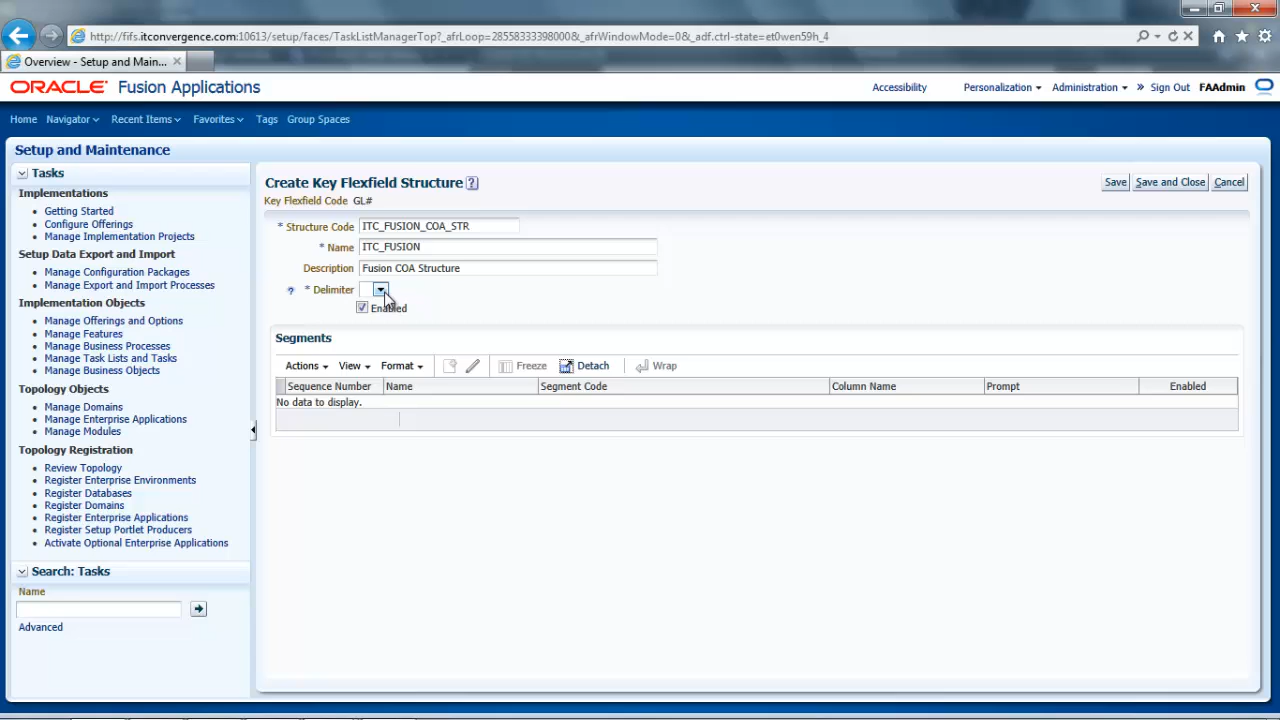 http://fifs.itconvergence.com:10613/setup/faces/TaskListManagerTop?_afrLoop=28558333398000&_afrWindowMode=0&_adf.ctrl-state=et0wen59h_4
Overview - Setup and Main...
ORACLE Fusion Applications
Accessibility Personalization Administration » Sign Out FAAdmin
Home Navigator Recent Items Favorites Tags Group Spaces
Setup and Maintenance
Tasks
Implementations
Getting Started
Configure Offerings
Manage Implementation Projects
Setup Data Export and Import
Manage Configuration Packages
Manage Export and Import Processes
Implementation Objects
Manage Offerings and Options
Manage Features
Manage Business Processes
Manage Task Lists and Tasks
Manage Business Objects
Topology Objects
Manage Domains
Manage Enterprise Applications
Manage Modules
Topology Registration
Review Topology
Register Enterprise Environments
Register Databases
Register Domains
Register Enterprise Applications
Register Setup Portlet Producers
Activate Optional Enterprise Applications
Search: Tasks
Name
Advanced
Create Key Flexfield Structure ?
Save Save and Close Cancel
Key Flexfield Code GL#
* Structure Code ITC_FUSION_COA_STR
* Name ITC_FUSION
Description Fusion COA Structure
? * Delimiter
Enabled
Segments
Actions View Format Freeze Detach Wrap
Sequence Number Name Segment Code Column Name Prompt Enabled
No data to display.